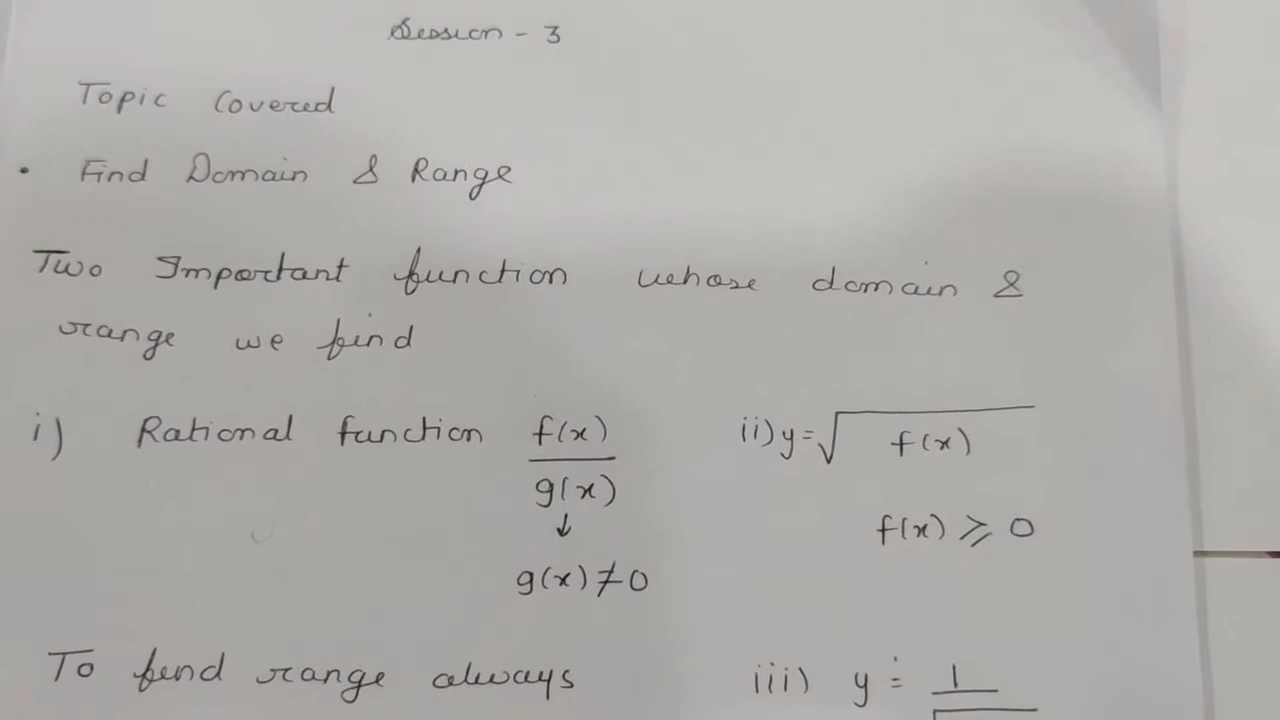 Session - 3
Topic Covered
• Find Domain & Range
Two Important function whose domain &
range we find
i) Rational function f(x)/g(x) ii) y=√f(x)
↓
g(x)≠0 f(x) ⩾ 0
To find range always iii) y = 1/√